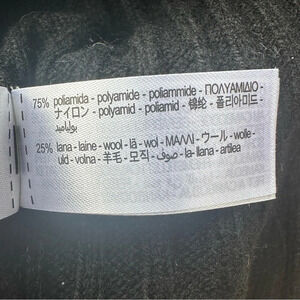 75% poliamida - polyamide - poliammide - ΠΟΛΥΑΜΙΔΙΟ -
ナイロン - polyamid - poliamid - 锦纶 - 폴리아미드 -
بوليأميد
25% lana - laine - wool - lã - wol - ΜΑΛΛΙ - ウール - wolle -
uld - volna - 羊毛 - 모직 - صوف - la - llana - artilea